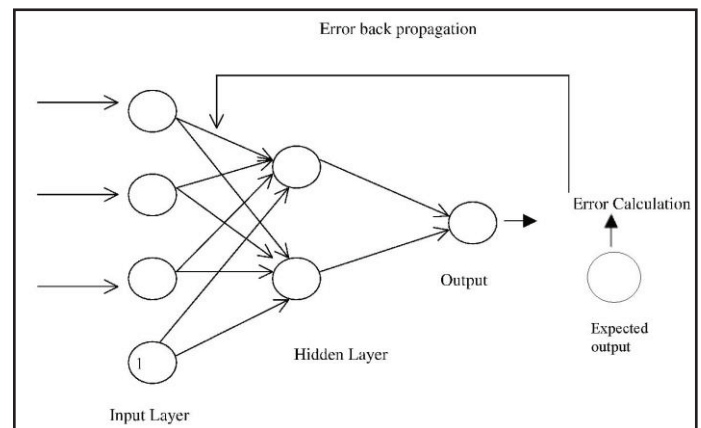 Error back propagation
Error Calculation
Output
Expected
output
Hidden Layer
1
Input Layer